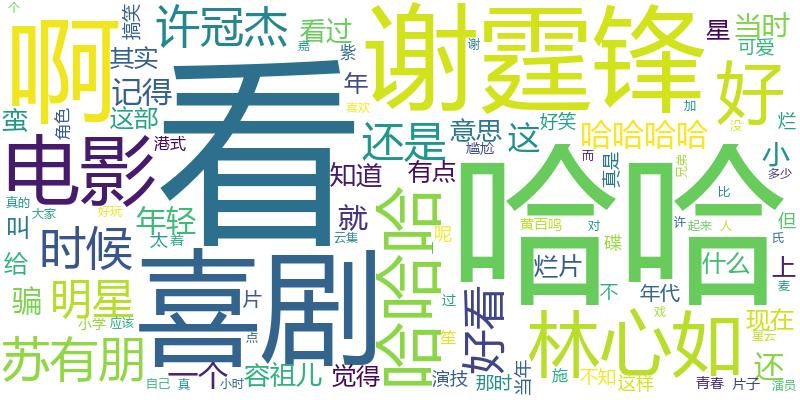 个
搞笑
许冠杰
看过
谢霆锋
星
当时
啊
其实
嘉
谢
紫
可爱
看
好
记得
年
喜欢
加
没
蛮
这部
角色
还是
意思
这
好笑
哈哈哈哈
烂
电影
港式
尴尬
而
真是
兄弟
小
多少
知道
有点
哈哈
真的
大家
好玩
年轻
就
哈哈哈
黄百鸣
对
比
许
起来
人
但
叫
时候
太
着
云集
呢
一
碟
氏
给
喜剧
烂片
什么
上
麦
骗
明星
片
过
好看
不
年代
小学
应该
点
笙
林心如
戏
现在
星云
苏有朋
一个
容祖儿
觉得
演技
那时
当年
施
不知
这样
还
自己
真
小时
青春
片子
演员